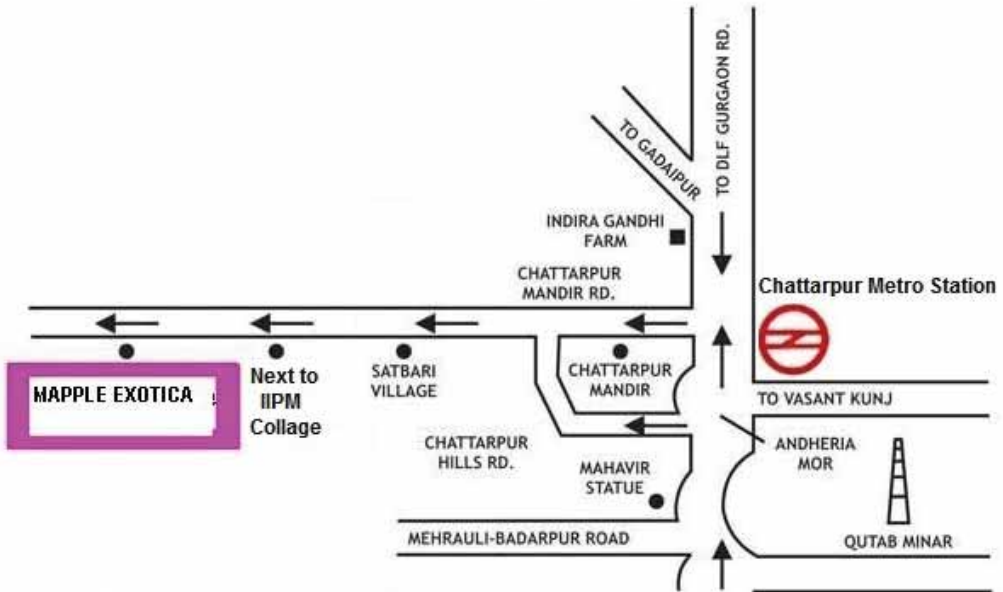 TO DLF GURGAON RD.
TO GADAIPUR
INDIRA GANDHI
FARM
CHATTARPUR
MANDIR RD.
Chattarpur Metro Station
MAPPLE EXOTICA
Next to
IIPM
Collage
SATBARI
VILLAGE
CHATTARPUR
MANDIR
TO VASANT KUNJ
CHATTARPUR
HILLS RD.
ANDHERIA
MOR
MAHAVIR
STATUE
MEHRAULI-BADARPUR ROAD
QUTAB MINAR